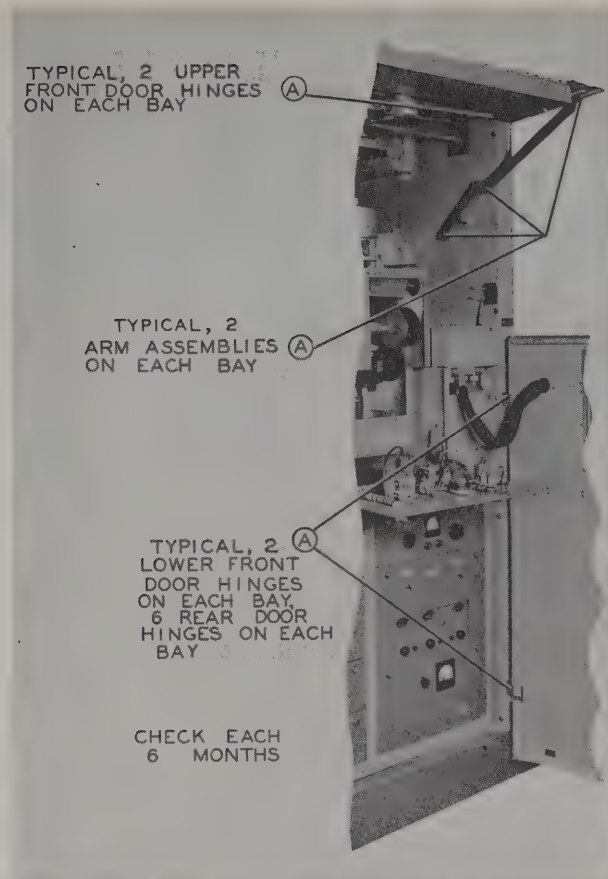 TYPICAL, 2 UPPER
FRONT DOOR HINGES
ON EACH BAY
A
TYPICAL, 2
ARM ASSEMBLIES
ON EACH BAY
A
TYPICAL, 2
LOWER FRONT
DOOR HINGES
ON EACH BAY,
6 REAR DOOR
HINGES ON EACH
BAY
A
CHECK EACH
6 MONTHS